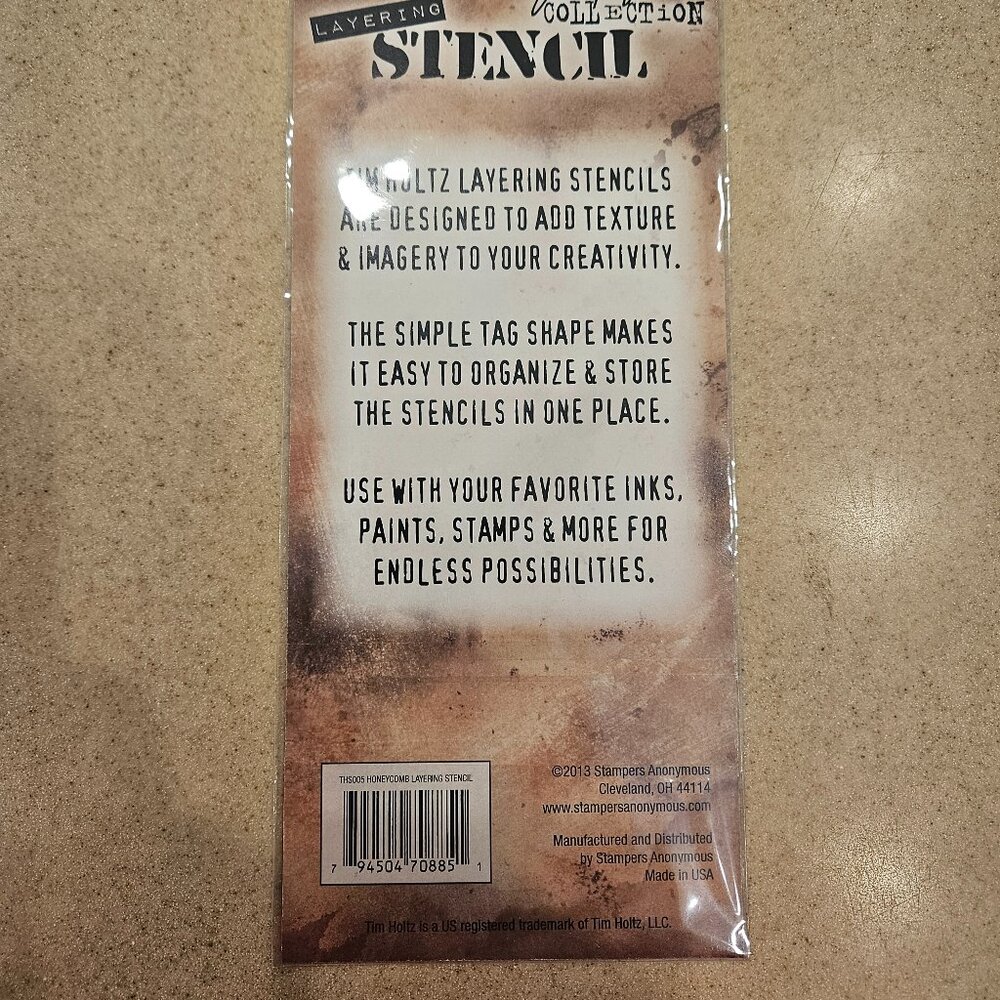 LAYERING
COLLECTION
STENCIL
TIM HOLTZ LAYERING STENCILS
ARE DESIGNED TO ADD TEXTURE
& IMAGERY TO YOUR CREATIVITY.
THE SIMPLE TAG SHAPE MAKES
IT EASY TO ORGANIZE & STORE
THE STENCILS IN ONE PLACE.
USE WITH YOUR FAVORITE INKS,
PAINTS, STAMPS & MORE FOR
ENDLESS POSSIBILITIES.
THS005 HONEYCOMB LAYERING STENCIL
7 94504 70885 1
©2013 Stampers Anonymous
Cleveland, OH 44114
www.stampersanonymous.com
Manufactured and Distributed
by Stampers Anonymous
Made in USA
Tim Holtz is a US registered trademark of Tim Holtz, LLC.